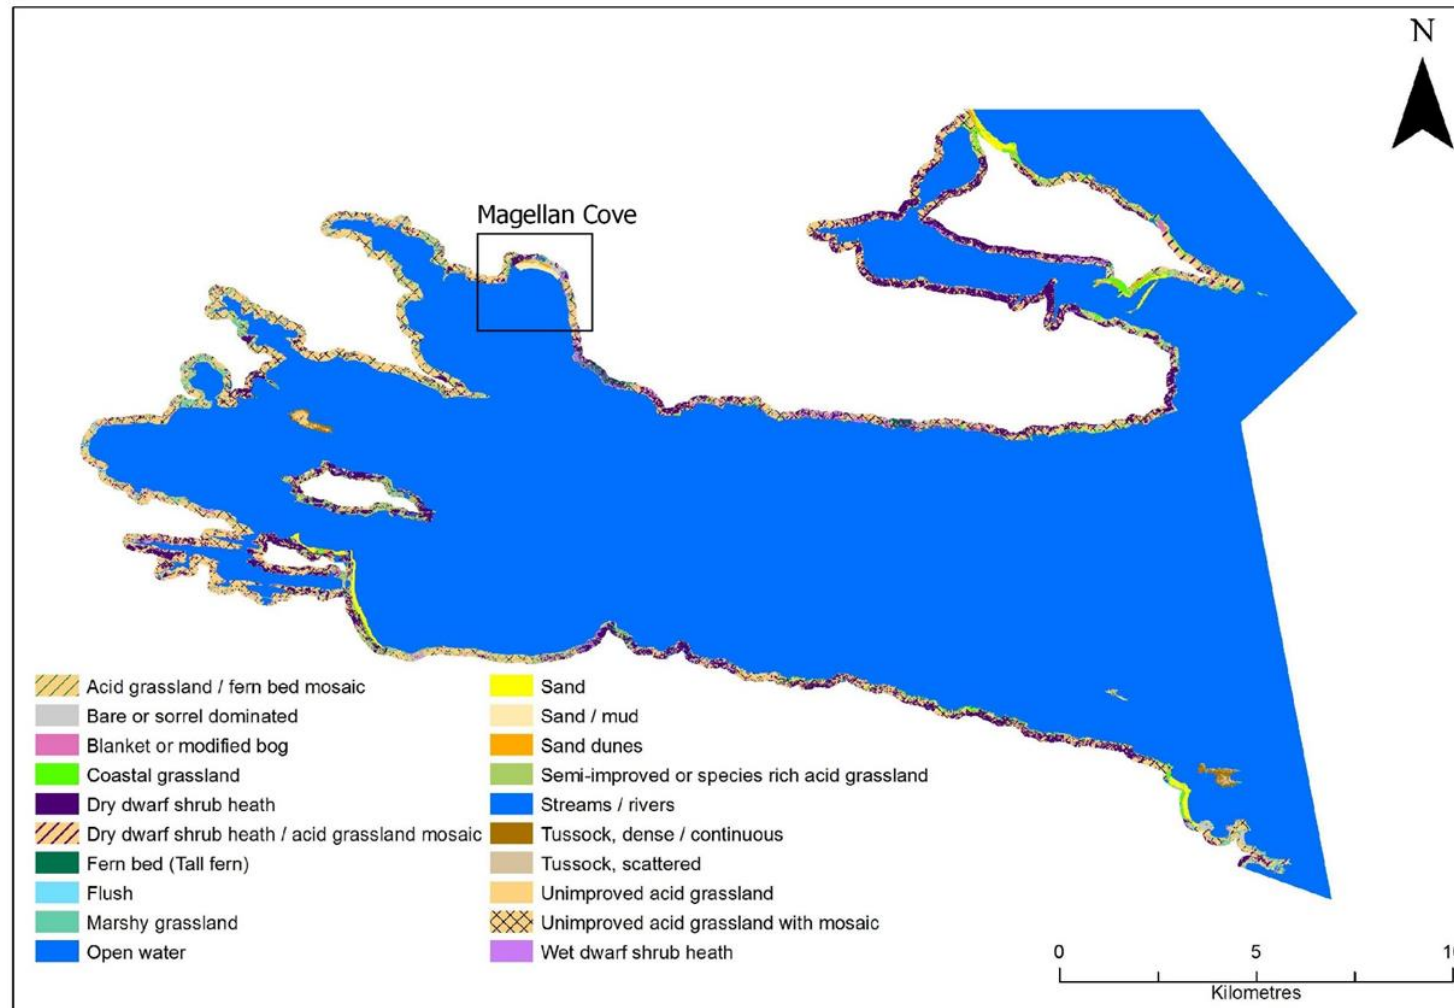 N
Magellan Cove
Acid grassland / fern bed mosaic
Bare or sorrel dominated
Blanket or modified bog
Coastal grassland
Dry dwarf shrub heath
Dry dwarf shrub heath / acid grassland mosaic
Fern bed (Tall fern)
Flush
Marshy grassland
Open water
Sand
Sand / mud
Sand dunes
Semi-improved or species rich acid grassland
Streams / rivers
Tussock, dense / continuous
Tussock, scattered
Unimproved acid grassland
Unimproved acid grassland with mosaic
Wet dwarf shrub heath
0 5 10
Kilometres